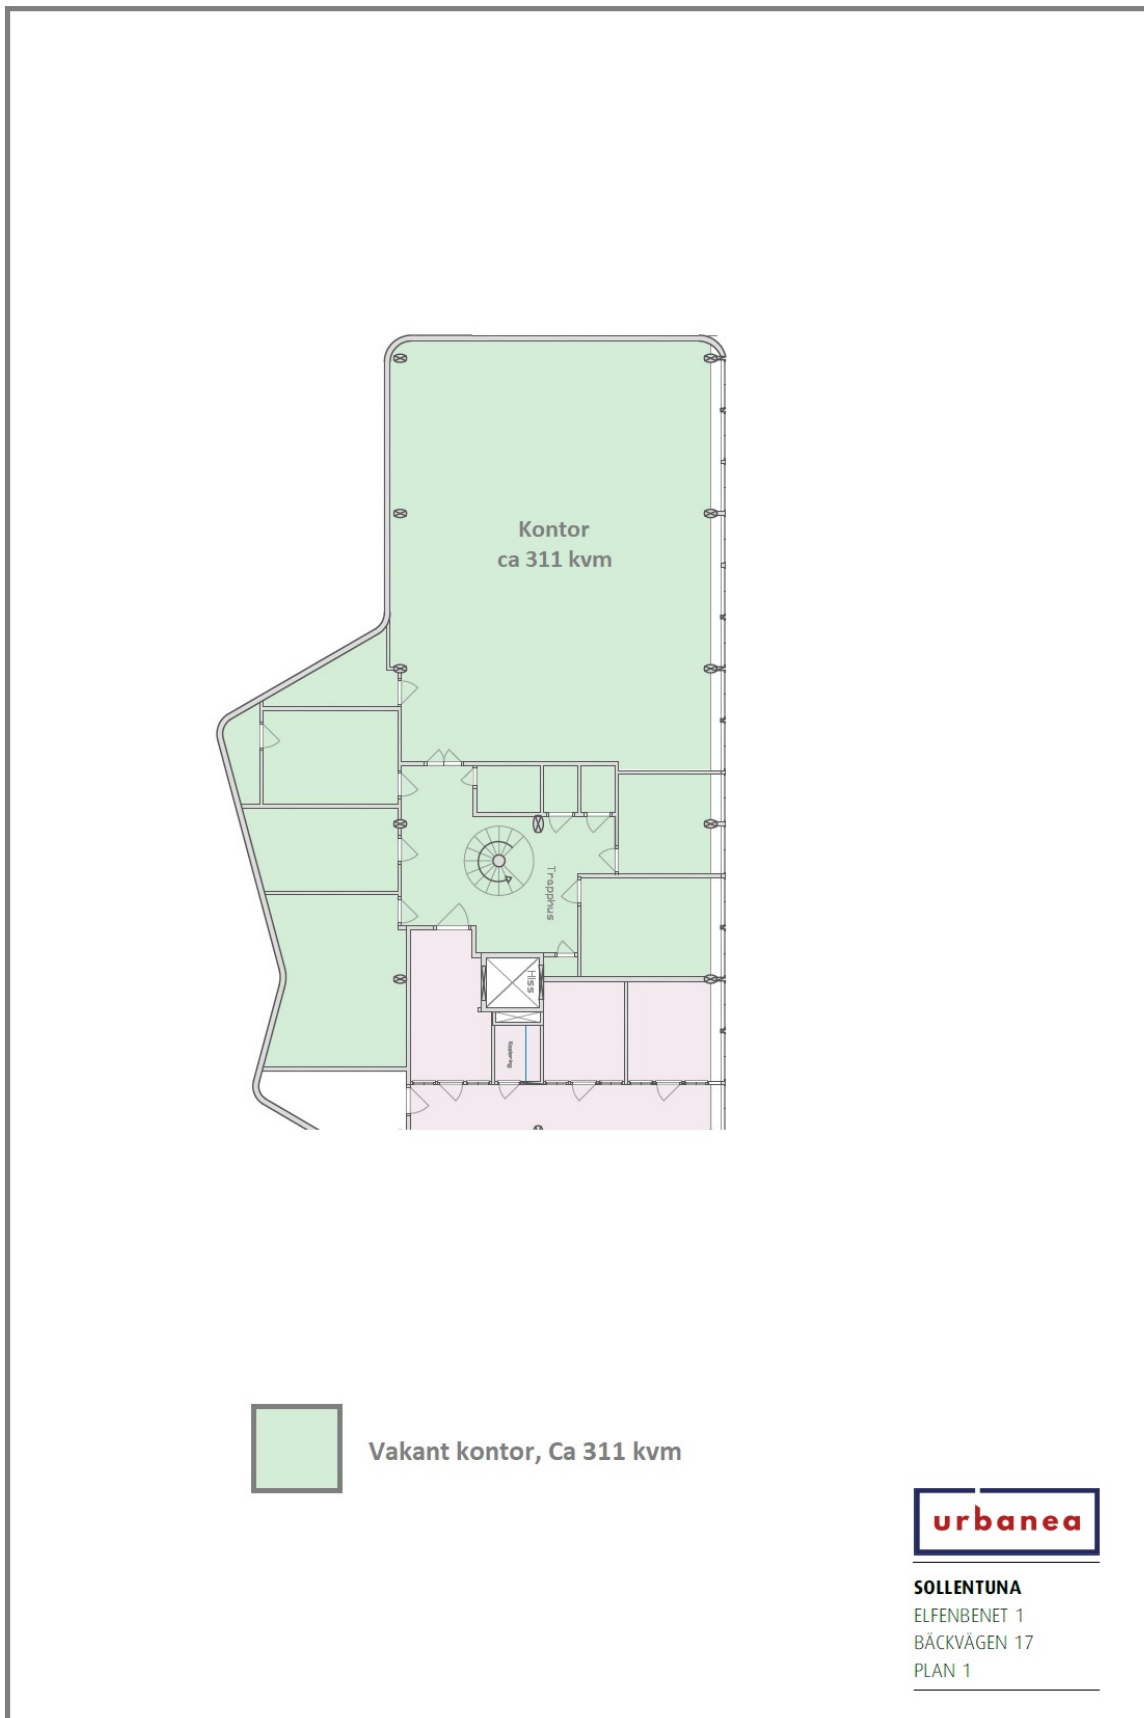 Kontor
ca 311 kvm
Trapphus
Hiss
Vakant kontor, Ca 311 kvm
urbanea
SOLLENTUNA
ELFENBENET 1
BÄCKVÄGEN 17
PLAN 1